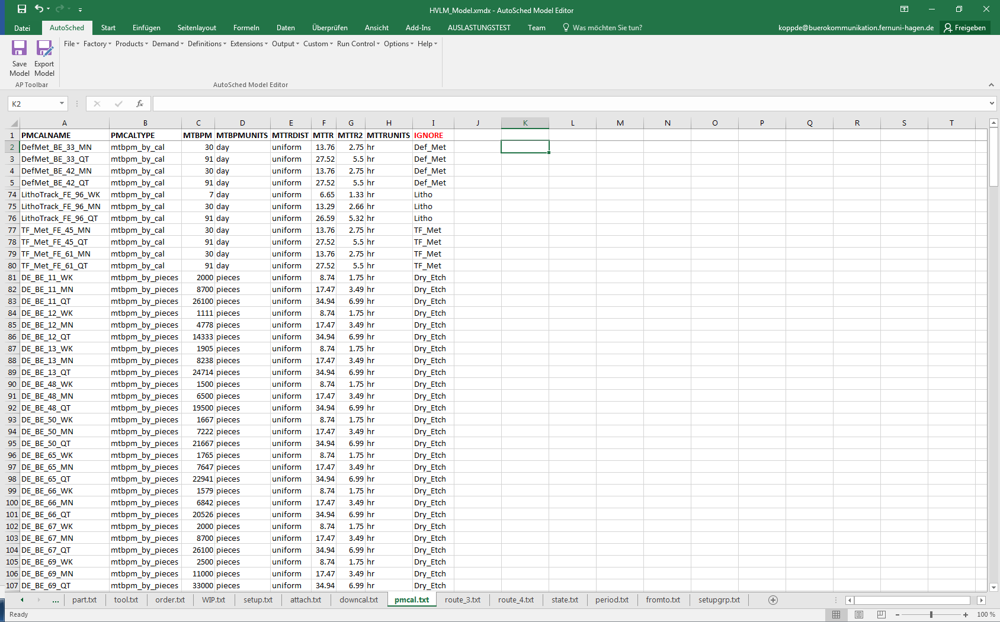 HVLM_Model.xmdx - AutoSched Model Editor
Datei AutoSched Start Einfügen Seitenlayout Formeln Daten Überprüfen Ansicht Add-Ins AUSLASTUNGSTEST Team Was möchten Sie tun? koppde@buerokommunikation.fernuni-hagen.de Freigeben
File Factory Products Demand Definitions Extensions Output Custom Run Control Options Help
Save Model Export Model
AP Toolbar AutoSched Model Editor
K2 fx
A B C D E F G H I J K L M N O P Q R S T
1 PMCALNAME PMCALTYPE MTBPM MTBPMUNITS MTTRDIST MTTR MTTR2 MTTRUNITS IGNORE
2 DefMet_BE_33_MN mtbpm_by_cal 30 day uniform 13.76 2.75 hr Def_Met
3 DefMet_BE_33_QT mtbpm_by_cal 91 day uniform 27.52 5.5 hr Def_Met
4 DefMet_BE_42_MN mtbpm_by_cal 30 day uniform 13.76 2.75 hr Def_Met
5 DefMet_BE_42_QT mtbpm_by_cal 91 day uniform 27.52 5.5 hr Def_Met
74 LithoTrack_FE_96_WK mtbpm_by_cal 7 day uniform 6.65 1.33 hr Litho
75 LithoTrack_FE_96_MN mtbpm_by_cal 30 day uniform 13.29 2.66 hr Litho
76 LithoTrack_FE_96_QT mtbpm_by_cal 91 day uniform 26.59 5.32 hr Litho
77 TF_Met_FE_45_MN mtbpm_by_cal 30 day uniform 13.76 2.75 hr TF_Met
78 TF_Met_FE_45_QT mtbpm_by_cal 91 day uniform 27.52 5.5 hr TF_Met
79 TF_Met_FE_61_MN mtbpm_by_cal 30 day uniform 13.76 2.75 hr TF_Met
80 TF_Met_FE_61_QT mtbpm_by_cal 91 day uniform 27.52 5.5 hr TF_Met
81 DE_BE_11_WK mtbpm_by_pieces 2000 pieces uniform 8.74 1.75 hr Dry_Etch
82 DE_BE_11_MN mtbpm_by_pieces 8700 pieces uniform 17.47 3.49 hr Dry_Etch
83 DE_BE_11_QT mtbpm_by_pieces 26100 pieces uniform 34.94 6.99 hr Dry_Etch
84 DE_BE_12_WK mtbpm_by_pieces 1111 pieces uniform 8.74 1.75 hr Dry_Etch
85 DE_BE_12_MN mtbpm_by_pieces 4778 pieces uniform 17.47 3.49 hr Dry_Etch
86 DE_BE_12_QT mtbpm_by_pieces 14333 pieces uniform 34.94 6.99 hr Dry_Etch
87 DE_BE_13_WK mtbpm_by_pieces 1905 pieces uniform 8.74 1.75 hr Dry_Etch
88 DE_BE_13_MN mtbpm_by_pieces 8238 pieces uniform 17.47 3.49 hr Dry_Etch
89 DE_BE_13_QT mtbpm_by_pieces 24714 pieces uniform 34.94 6.99 hr Dry_Etch
90 DE_BE_48_WK mtbpm_by_pieces 1500 pieces uniform 8.74 1.75 hr Dry_Etch
91 DE_BE_48_MN mtbpm_by_pieces 6500 pieces uniform 17.47 3.49 hr Dry_Etch
92 DE_BE_48_QT mtbpm_by_pieces 19500 pieces uniform 34.94 6.99 hr Dry_Etch
93 DE_BE_50_WK mtbpm_by_pieces 1667 pieces uniform 8.74 1.75 hr Dry_Etch
94 DE_BE_50_MN mtbpm_by_pieces 7222 pieces uniform 17.47 3.49 hr Dry_Etch
95 DE_BE_50_QT mtbpm_by_pieces 21667 pieces uniform 34.94 6.99 hr Dry_Etch
96 DE_BE_65_WK mtbpm_by_pieces 1765 pieces uniform 8.74 1.75 hr Dry_Etch
97 DE_BE_65_MN mtbpm_by_pieces 7647 pieces uniform 17.47 3.49 hr Dry_Etch
98 DE_BE_65_QT mtbpm_by_pieces 22941 pieces uniform 34.94 6.99 hr Dry_Etch
99 DE_BE_66_WK mtbpm_by_pieces 1579 pieces uniform 8.74 1.75 hr Dry_Etch
100 DE_BE_66_MN mtbpm_by_pieces 6842 pieces uniform 17.47 3.49 hr Dry_Etch
101 DE_BE_66_QT mtbpm_by_pieces 20526 pieces uniform 34.94 6.99 hr Dry_Etch
102 DE_BE_67_WK mtbpm_by_pieces 2000 pieces uniform 8.74 1.75 hr Dry_Etch
103 DE_BE_67_MN mtbpm_by_pieces 8700 pieces uniform 17.47 3.49 hr Dry_Etch
104 DE_BE_67_QT mtbpm_by_pieces 26100 pieces uniform 34.94 6.99 hr Dry_Etch
105 DE_BE_69_WK mtbpm_by_pieces 2500 pieces uniform 8.74 1.75 hr Dry_Etch
106 DE_BE_69_MN mtbpm_by_pieces 11000 pieces uniform 17.47 3.49 hr Dry_Etch
107 DE_BE_69_QT mtbpm_by_pieces 33000 pieces uniform 34.94 6.99 hr Dry_Etch
... part.txt tool.txt order.txt WIP.txt setup.txt attach.txt downcal.txt pmcal.txt route_3.txt route_4.txt state.txt period.txt fromto.txt setupgrp.txt
Ready 100 %